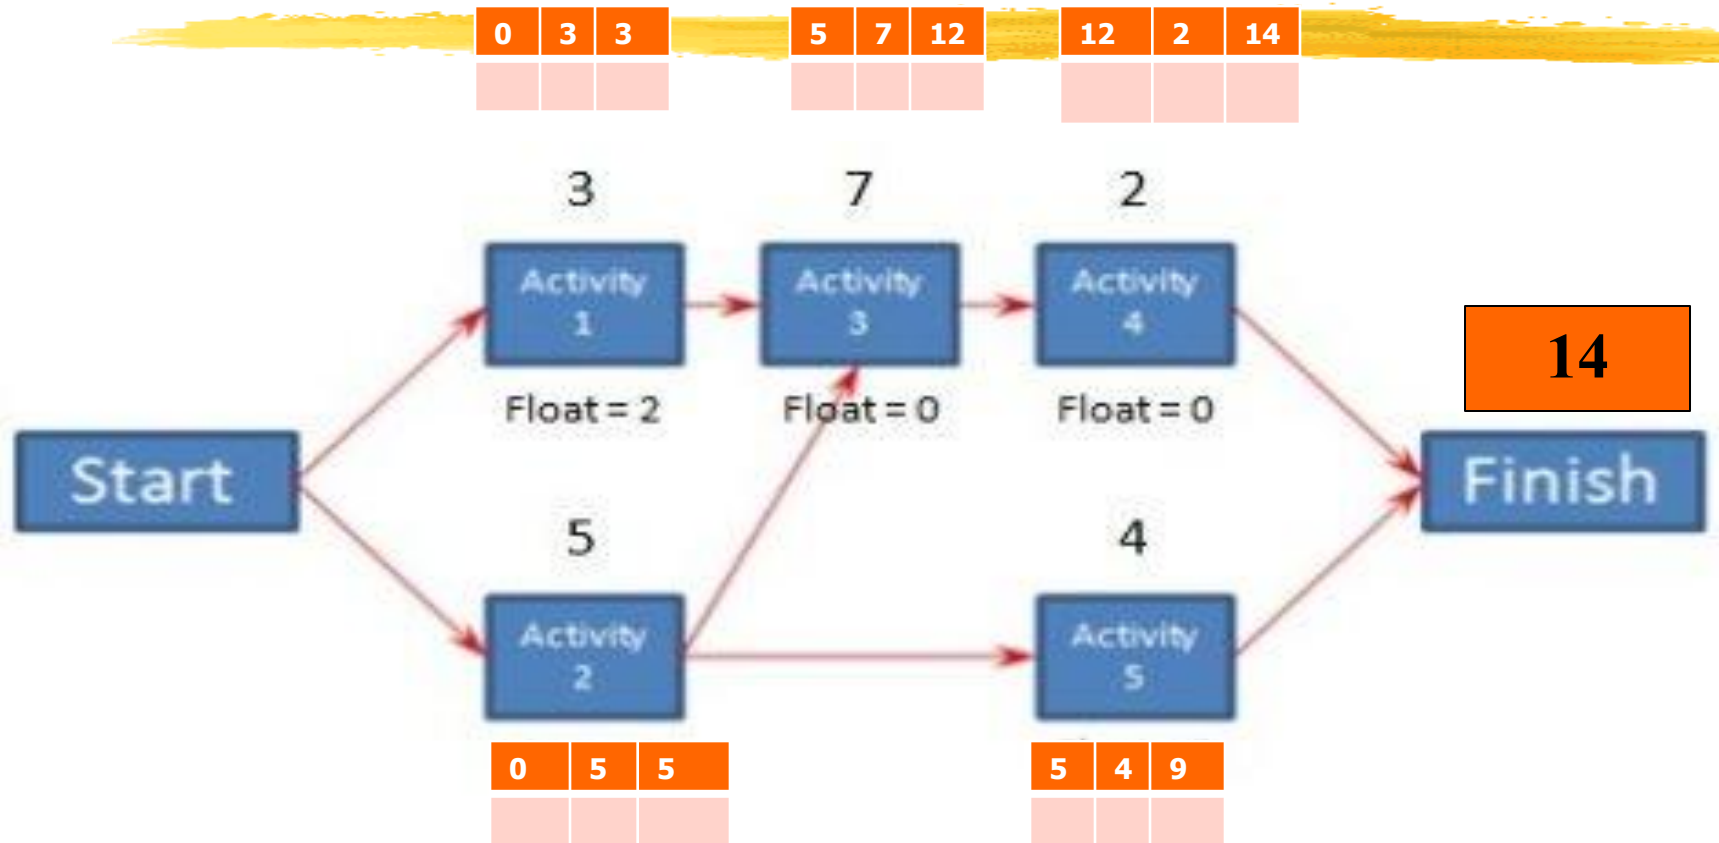 0 3 3
5 7 12
12 2 14
3
7
2
Activity
1
Activity
3
Activity
4
14
Float = 2
Float = 0
Float = 0
Start
Finish
5
4
Activity
2
Activity
5
0 5 5
5 4 9